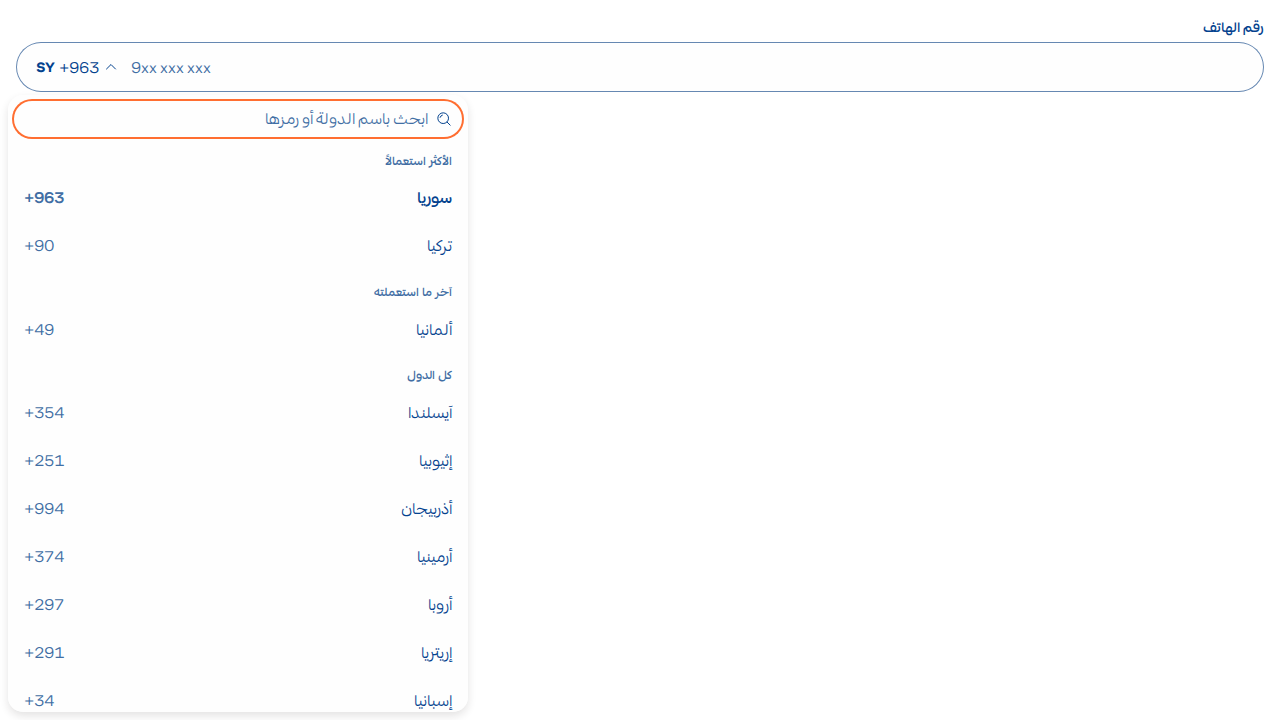 رقم الهاتف
SY +963 9xx xxx xxx
ابحث باسم الدولة أو رمزها
الأكثر استعمالاً
سوريا +963
تركيا +90
آخر ما استعملته
ألمانيا +49
كل الدول
آيسلندا +354
إثيوبيا +251
أذربيجان +994
أرمينيا +374
أروبا +297
إريتريا +291
إسبانيا +34